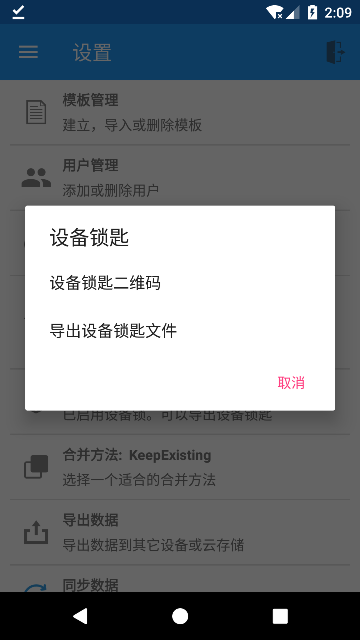 2:09
设置
模板管理
建立，导入或删除模板
用户管理
添加或删除用户
设备锁匙
设备锁匙二维码
导出设备锁匙文件
取消
已启用设备锁。可以导出设备锁匙
合并方法: KeepExisting
选择一个适合的合并方法
导出数据
导出数据到其它设备或云存储
同步数据